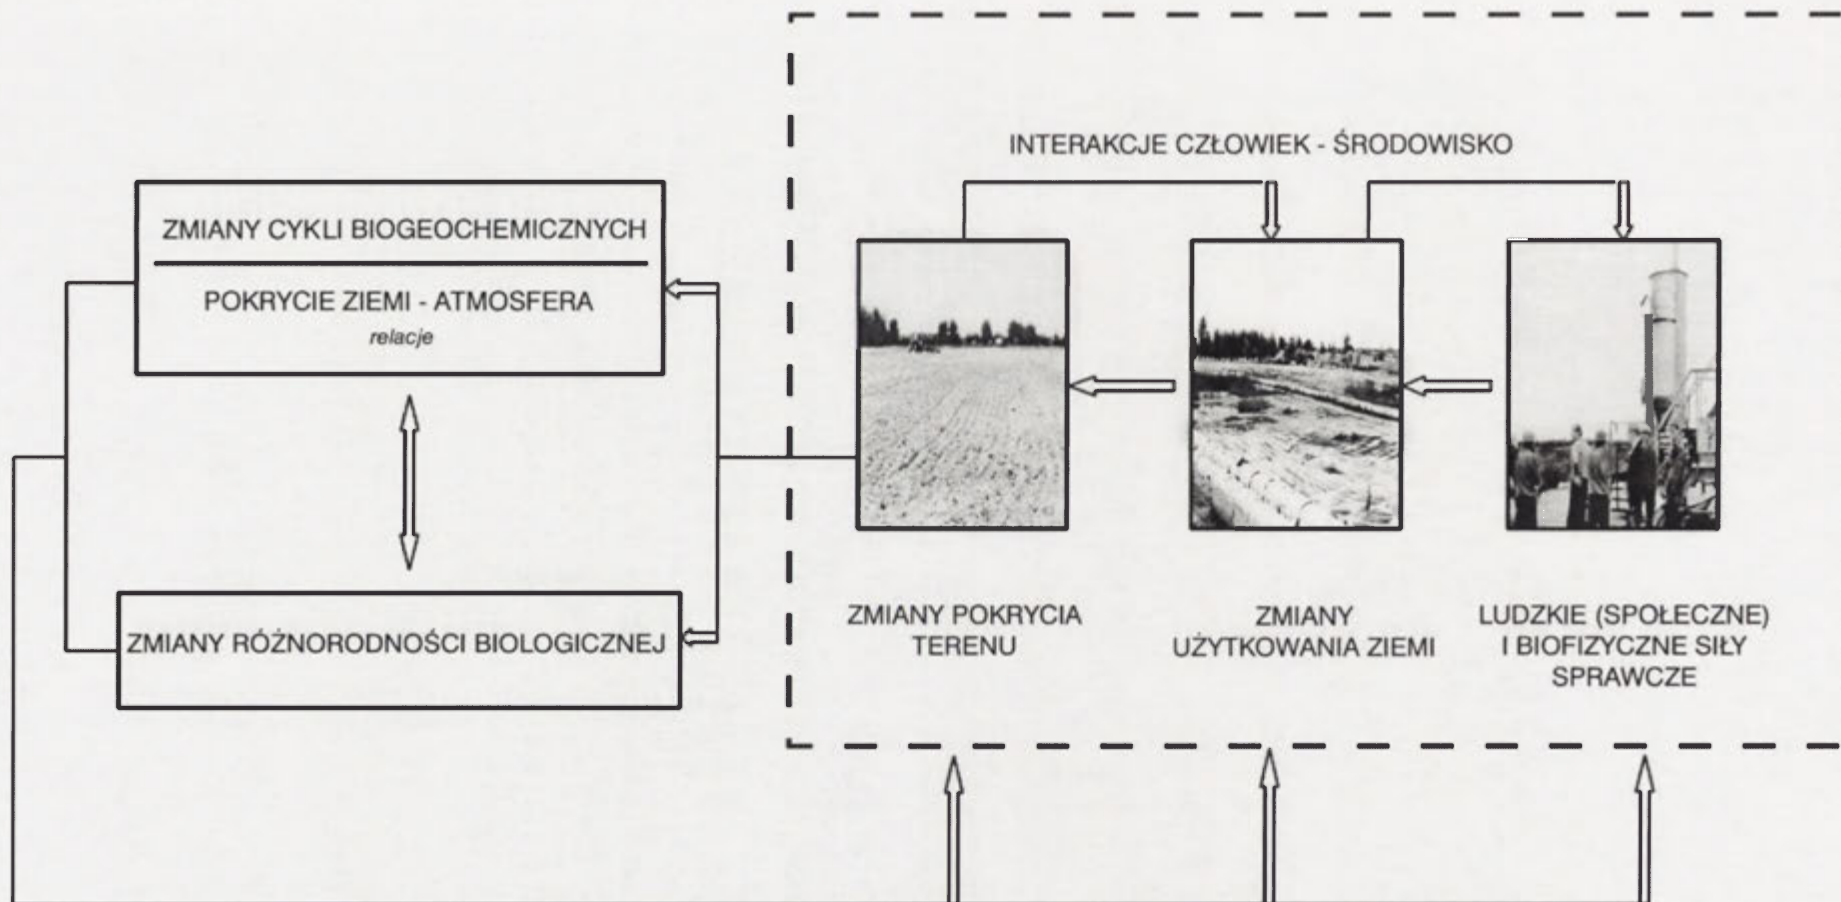 INTERAKCJE CZŁOWIEK - ŚRODOWISKO
ZMIANY CYKLI BIOGEOCHEMICZNYCH
POKRYCIE ZIEMI - ATMOSFERA
relacje
ZMIANY RÓŻNORODNOŚCI BIOLOGICZNEJ
ZMIANY POKRYCIA
TERENU
ZMIANY
UŻYTKOWANIA ZIEMI
LUDZKIE (SPOŁECZNE)
I BIOFIZYCZNE SIŁY
SPRAWCZE